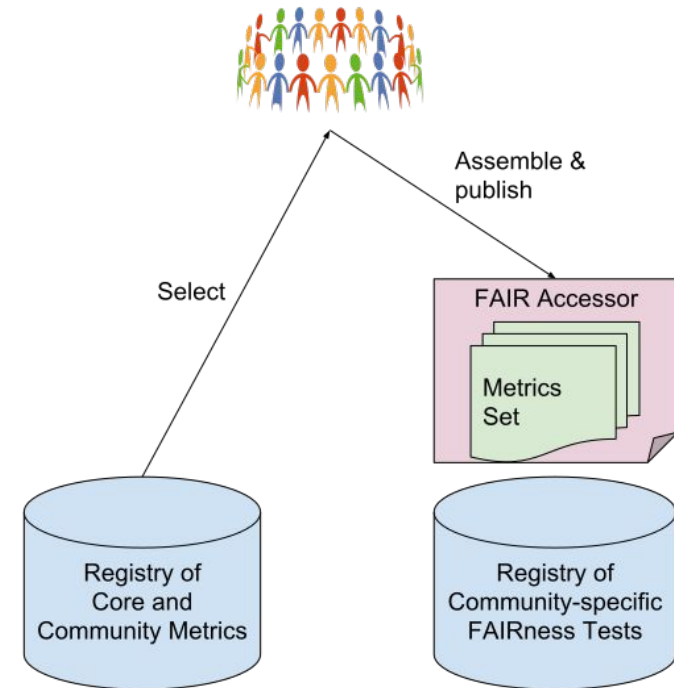 Assemble &
publish
Select
FAIR Accessor
Metrics
Set
Registry of
Core and
Community Metrics
Registry of
Community-specific
FAIRness Tests